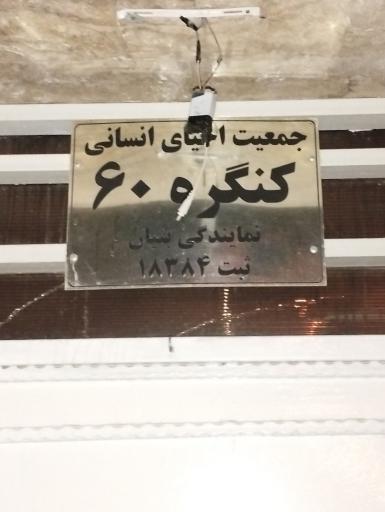 جمعیت احیای انسانی
کنگره ۶۰
نمایندگی
ثبت ۱۸۳۸۴